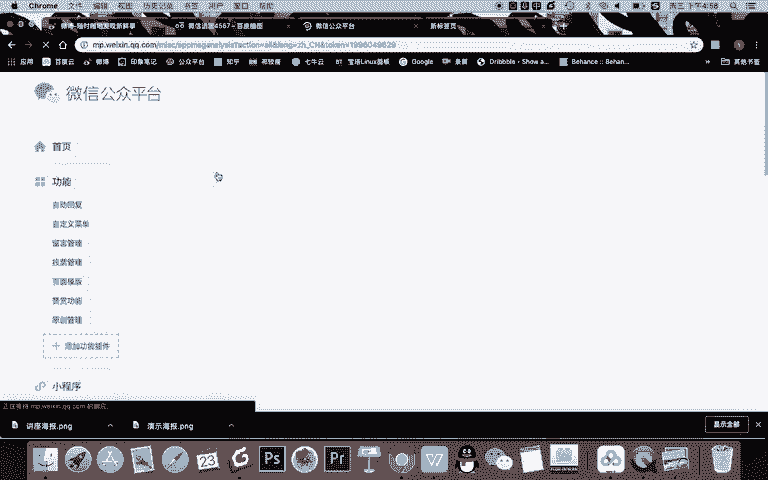 Chrome 文件 编辑 视图 历史记录 书签 用户 窗口 帮助 周三 下午4:58
微信公众平台 新标签页
mp.weixin.qq.com/misc/appmsganalysis?action=all&lang=zh_CN&token=1996049829
应用 百度云 微博 印象笔记 公众平台 知乎 七牛云 宝塔Linux面板 Google 录制 Dribbble - Show a... Behance :: Behan... 其他书签
微信公众平台
首页
功能
自动回复
自定义菜单
留言管理
投票管理
页面模版
赞赏功能
原创管理
添加功能插件
小程序
正在等待 mp.weixin.qq.com 的响应...
讲座海报.png 演示海报.png 显示全部
23 Ps Pr